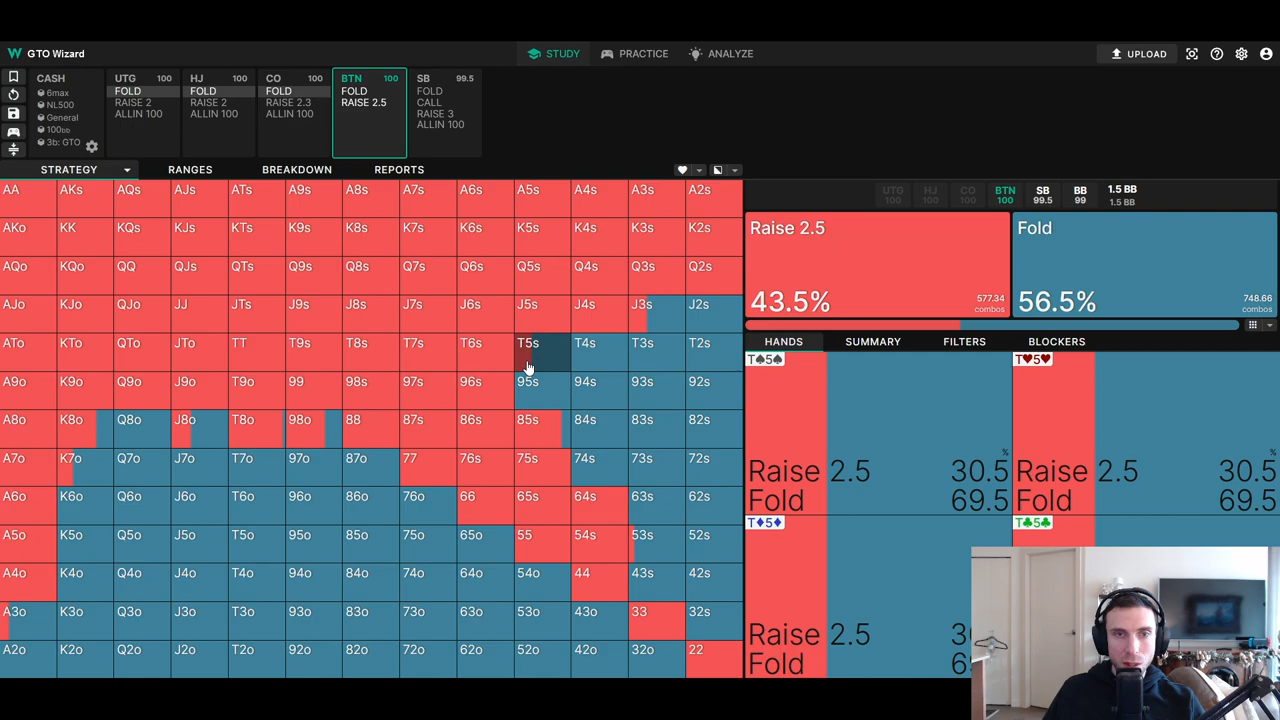 GTO Wizard
STUDY PRACTICE ANALYZE
UPLOAD
CASH
6max
NL500
General
100bb
3b: GTO
UTG 100
FOLD
RAISE 2
ALLIN 100
HJ 100
FOLD
RAISE 2
ALLIN 100
CO 100
FOLD
RAISE 2.3
ALLIN 100
BTN 100
FOLD
RAISE 2.5
SB 99.5
FOLD
CALL
RAISE 3
ALLIN 100
STRATEGY RANGES BREAKDOWN REPORTS
AA AKs AQs AJs ATs A9s A8s A7s A6s A5s A4s A3s A2s
AKo KK KQs KJs KTs K9s K8s K7s K6s K5s K4s K3s K2s
AQo KQo QQ QJs QTs Q9s Q8s Q7s Q6s Q5s Q4s Q3s Q2s
AJo KJo QJo JJ JTs J9s J8s J7s J6s J5s J4s J3s J2s
ATo KTo QTo JTo TT T9s T8s T7s T6s T5s T4s T3s T2s
A9o K9o Q9o J9o T9o 99 98s 97s 96s 95s 94s 93s 92s
A8o K8o Q8o J8o T8o 98o 88 87s 86s 85s 84s 83s 82s
A7o K7o Q7o J7o T7o 97o 87o 77 76s 75s 74s 73s 72s
A6o K6o Q6o J6o T6o 96o 86o 76o 66 65s 64s 63s 62s
A5o K5o Q5o J5o T5o 95o 85o 75o 65o 55 54s 53s 52s
A4o K4o Q4o J4o T4o 94o 84o 74o 64o 54o 44 43s 42s
A3o K3o Q3o J3o T3o 93o 83o 73o 63o 53o 43o 33 32s
A2o K2o Q2o J2o T2o 92o 82o 72o 62o 52o 42o 32o 22
UTG HJ CO BTN SB BB 1.5 BB
100 100 100 100 99.5 99 1.5 BB
Raise 2.5
43.5%
577.34
combos
Fold
56.5%
748.66
combos
HANDS SUMMARY FILTERS BLOCKERS
T♠5♠
%
Raise 2.5 30.5
Fold 69.5
T♥5♥
%
Raise 2.5 30.5
Fold 69.5
T♦5♦
Raise 2.5
Fold
T♣5♣